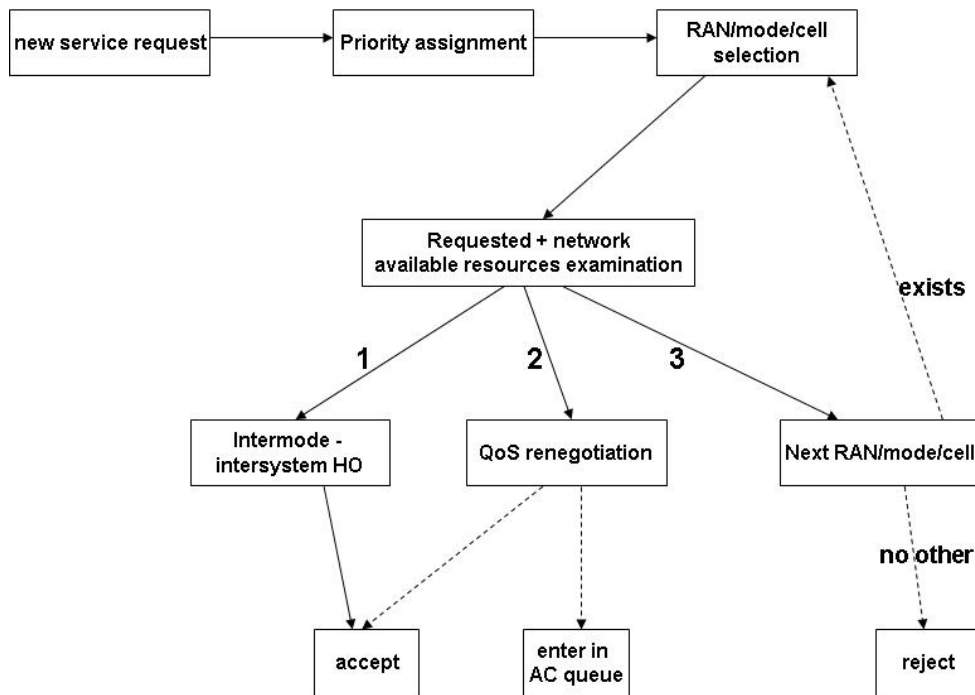 new service request
Priority assignment
RAN/mode/cell
selection
Requested + network
available resources examination
exists
1
2
3
Intermode -
intersystem HO
QoS renegotiation
Next RAN/mode/cell
no other
accept
enter in
AC queue
reject